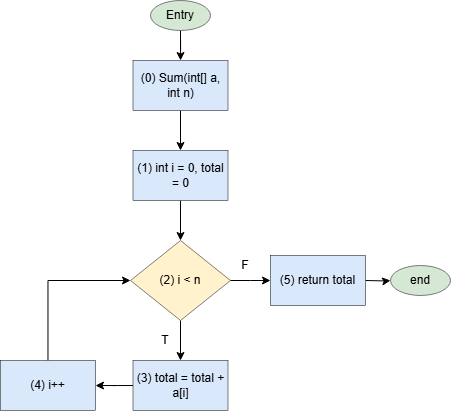 Entry
(0) Sum(int[] a,
int n)
(1) int i = 0, total
= 0
(2) i < n
F
(5) return total
end
T
(4) i++
(3) total = total +
a[i]